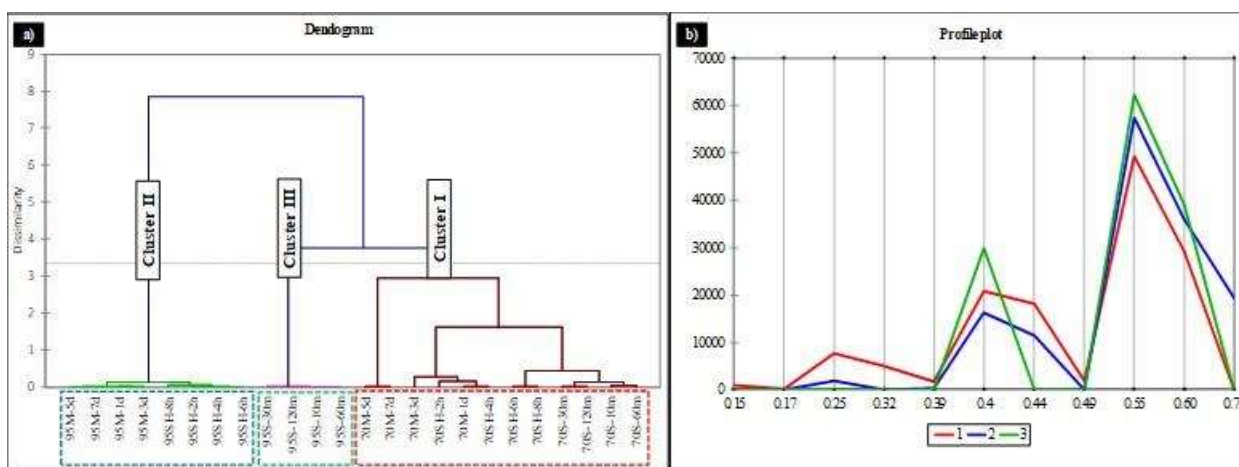 a)
Dendogram
9
8
7
6
5
4
3
2
1
0
Dissimilarity
Cluster II
Cluster III
Cluster I
95M-5d
95M-7d
95M-1d
95M-3d
95SH-8h
95SH-2h
95SH-4h
95SH-6h
95S-30m
95S-120m
95S-10m
95S-60m
70M-5d
70M-7d
70M-3d
70SH-2h
70M-1d
70SH-4h
70SH-6h
70SH-8h
70S-30m
70S-120m
70S-10m
70S-60m
b)
Profile plot
70000
60000
50000
40000
30000
20000
10000
0
0.15 0.17 0.25 0.32 0.39 0.4 0.44 0.49 0.55 0.60
1 2 3